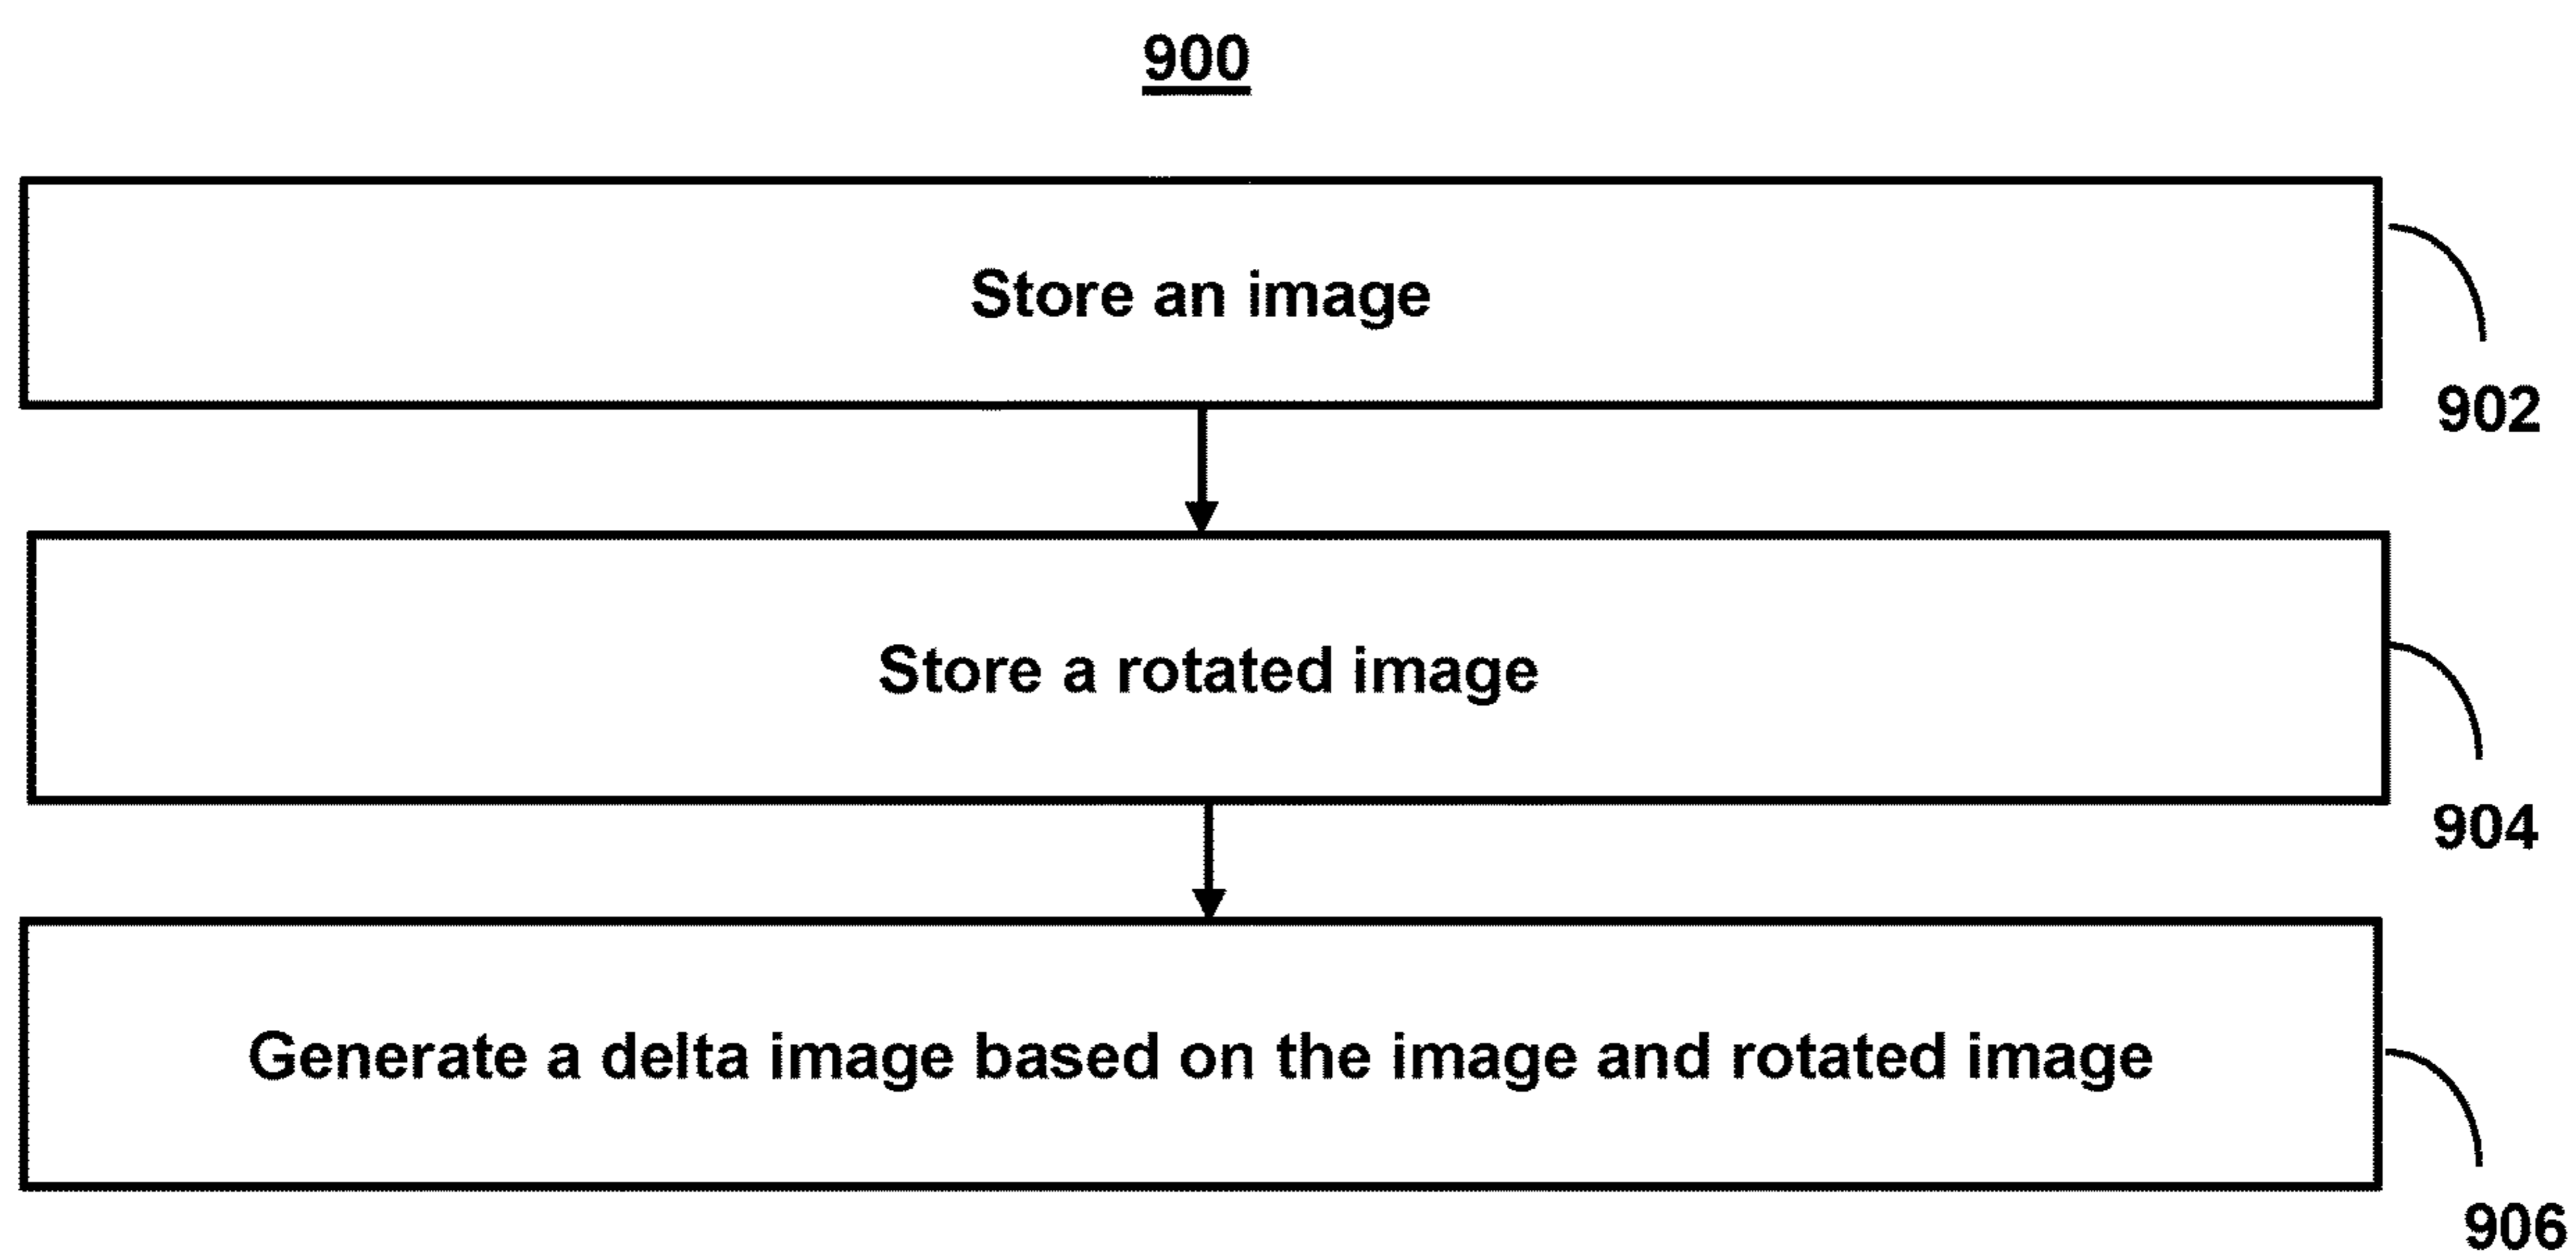 900
Store an image
902
Store a rotated image
904
Generate a delta image based on the image and rotated image
906